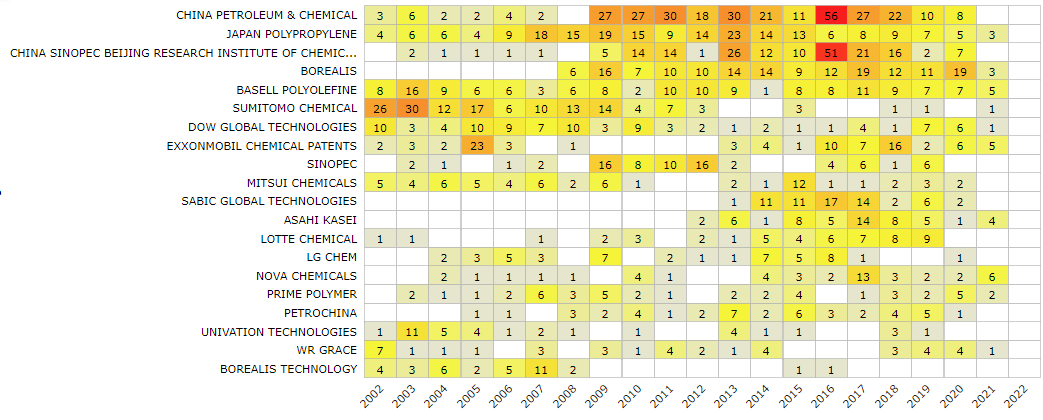 CHINA PETROLEUM & CHEMICAL 3 6 2 2 4 2 27 27 30 18 30 21 11 56 27 22 10 8
JAPAN POLYPROPYLENE 4 6 6 4 9 18 15 19 15 9 14 23 14 13 6 8 9 7 5 3
CHINA SINOPEC BEIJING RESEARCH INSTITUTE OF CHEMIC... 2 1 1 1 1 5 14 14 1 26 12 10 51 21 16 2 7
BOREALIS 6 16 7 10 10 14 14 9 12 19 12 11 19 3
BASELL POLYOLEFINE 8 16 9 6 6 3 6 8 2 10 10 9 1 8 8 11 9 7 7 5
SUMITOMO CHEMICAL 26 30 12 17 6 10 13 14 4 7 3 3 1 1 1
DOW GLOBAL TECHNOLOGIES 10 3 4 10 9 7 10 3 9 3 2 1 2 1 1 4 1 7 6 1
EXXONMOBIL CHEMICAL PATENTS 2 3 2 23 3 1 3 4 1 10 7 16 2 6 5
SINOPEC 2 1 1 2 16 8 10 16 2 4 6 1 6
MITSUI CHEMICALS 5 4 6 5 4 6 2 6 1 2 1 12 1 1 2 3 2
SABIC GLOBAL TECHNOLOGIES 1 11 11 17 14 2 6 2
ASAHI KASEI 2 6 1 8 5 14 8 5 1 4
LOTTE CHEMICAL 1 1 1 2 3 2 1 5 4 6 7 8 9
LG CHEM 2 3 5 3 7 2 1 1 7 5 8 1 1
NOVA CHEMICALS 2 1 1 1 1 4 1 4 3 2 13 3 2 2 6
PRIME POLYMER 2 1 1 2 6 3 5 2 1 2 2 4 1 3 2 5 2
PETROCHINA 1 1 3 2 4 1 2 7 2 6 3 2 4 5 1
UNIVATION TECHNOLOGIES 1 11 5 4 1 2 1 1 4 1 1 3 1
WR GRACE 7 1 1 1 3 3 1 4 2 1 4 3 4 4 1
BOREALIS TECHNOLOGY 4 3 6 2 5 11 2 1 1
2002 2003 2004 2005 2006 2007 2008 2009 2010 2011 2012 2013 2014 2015 2016 2017 2018 2019 2020 2021 2022